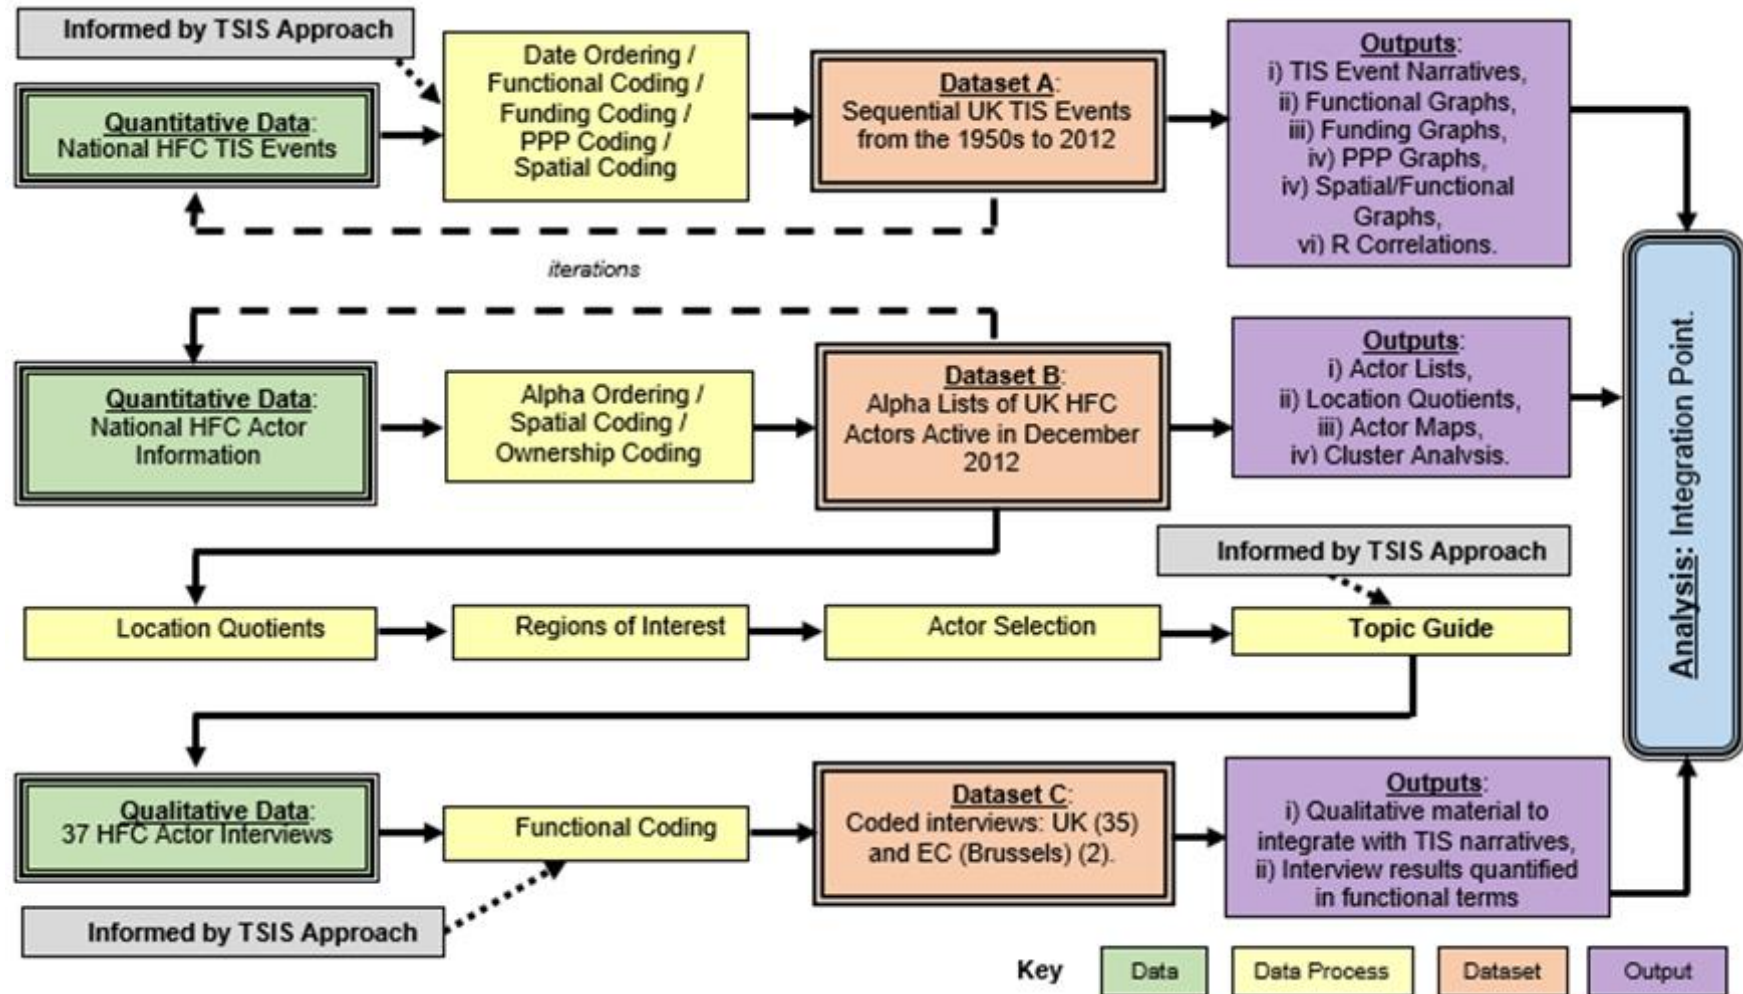 Informed by TSIS Approach
Quantitative Data:
National HFC TIS Events
Date Ordering /
Functional Coding /
Funding Coding /
PPP Coding /
Spatial Coding
Dataset A:
Sequential UK TIS Events
from the 1950s to 2012
Outputs:
i) TIS Event Narratives,
ii) Functional Graphs,
iii) Funding Graphs,
iv) PPP Graphs,
iv) Spatial/Functional
Graphs,
vi) R Correlations.
iterations
Quantitative Data:
National HFC Actor
Information
Alpha Ordering /
Spatial Coding /
Ownership Coding
Dataset B:
Alpha Lists of UK HFC
Actors Active in December
2012
Outputs:
i) Actor Lists,
ii) Location Quotients,
iii) Actor Maps,
iv) Cluster Analysis.
Analysis: Integration Point.
Informed by TSIS Approach
Location Quotients
Regions of Interest
Actor Selection
Topic Guide
Qualitative Data:
37 HFC Actor Interviews
Functional Coding
Dataset C:
Coded interviews: UK (35)
and EC (Brussels) (2).
Outputs:
i) Qualitative material to
integrate with TIS narratives,
ii) Interview results quantified
in functional terms
Informed by TSIS Approach
Key
Data
Data Process
Dataset
Output